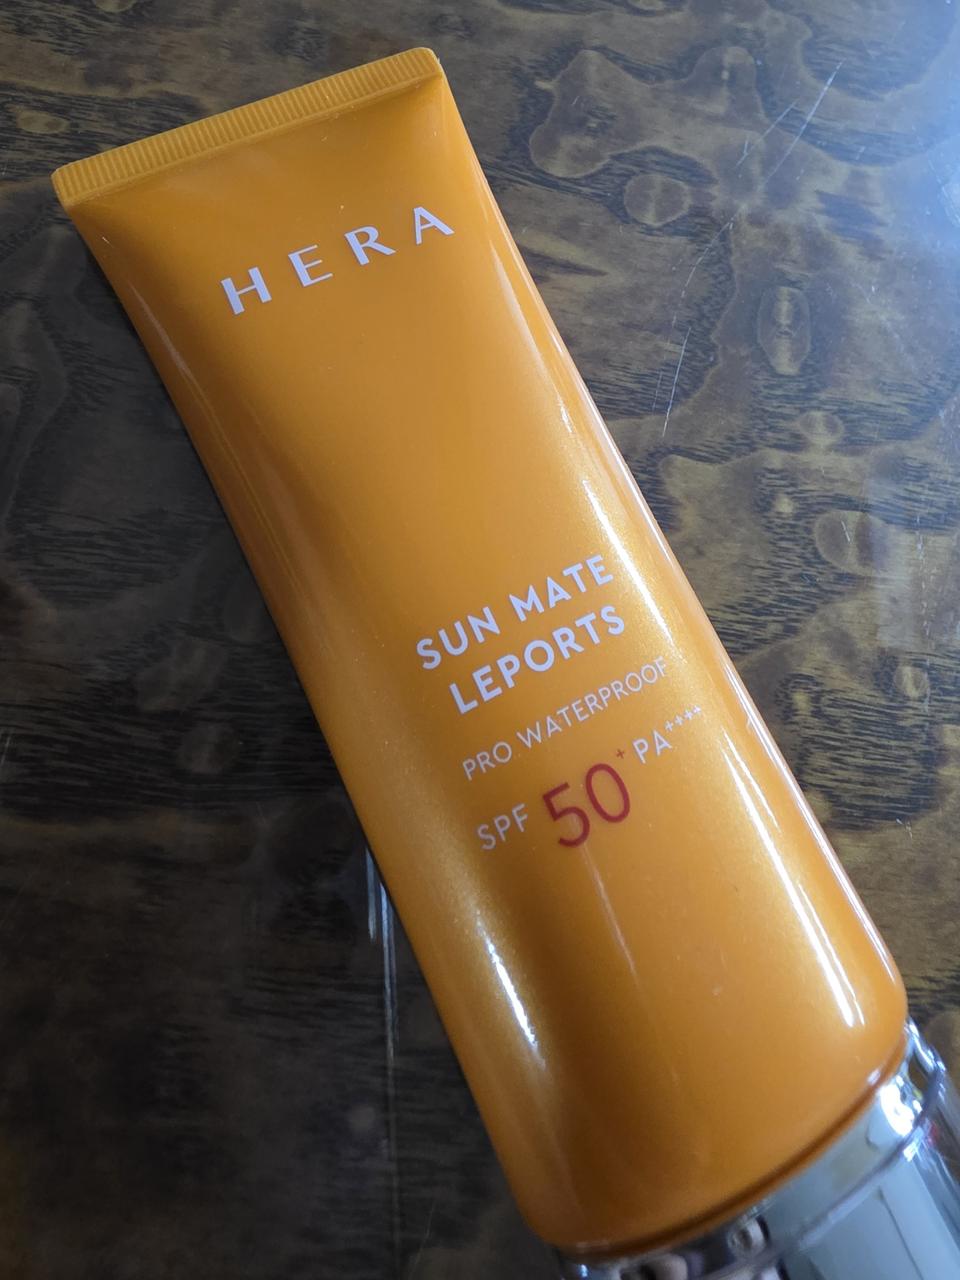 HERA
SUN MATE
LEPORTS
PRO WATERPROOF
SPF 50+ PA++++